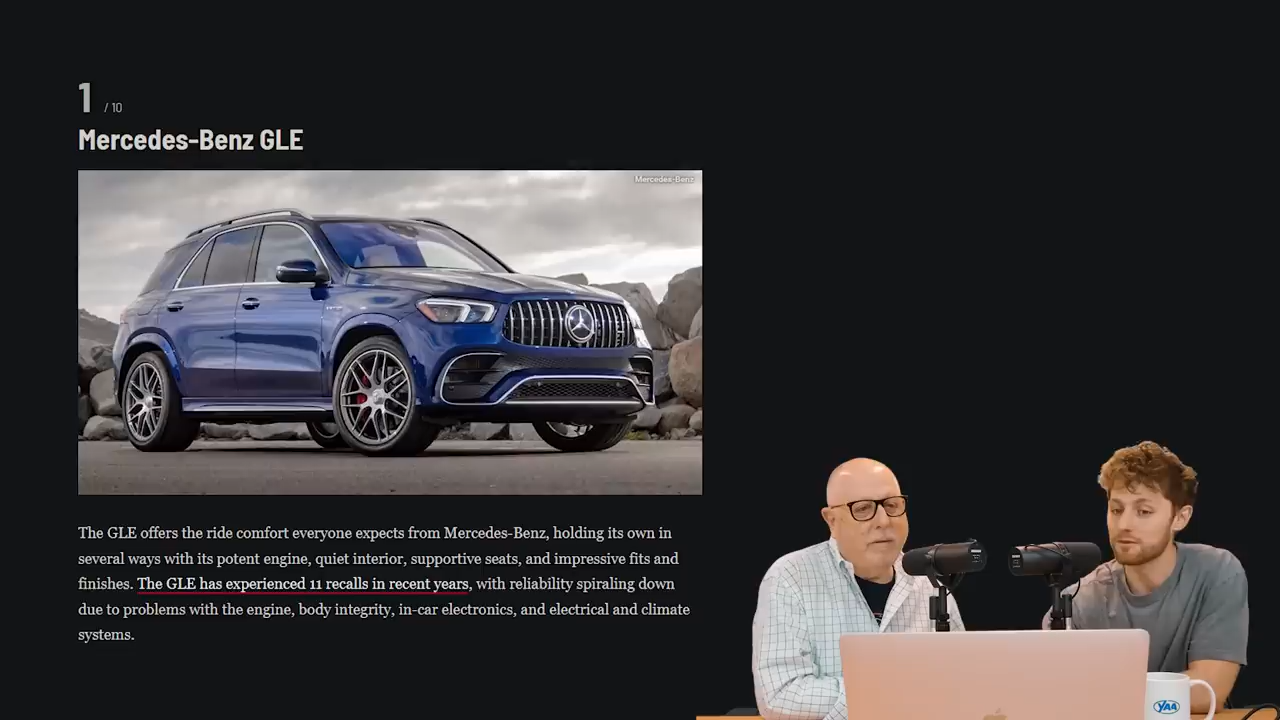 1 / 10
Mercedes-Benz GLE
Mercedes-Benz
The GLE offers the ride comfort everyone expects from Mercedes-Benz, holding its own in
several ways with its potent engine, quiet interior, supportive seats, and impressive fits and
finishes. The GLE has experienced 11 recalls in recent years, with reliability spiraling down
due to problems with the engine, body integrity, in-car electronics, and electrical and climate
systems.
YAA